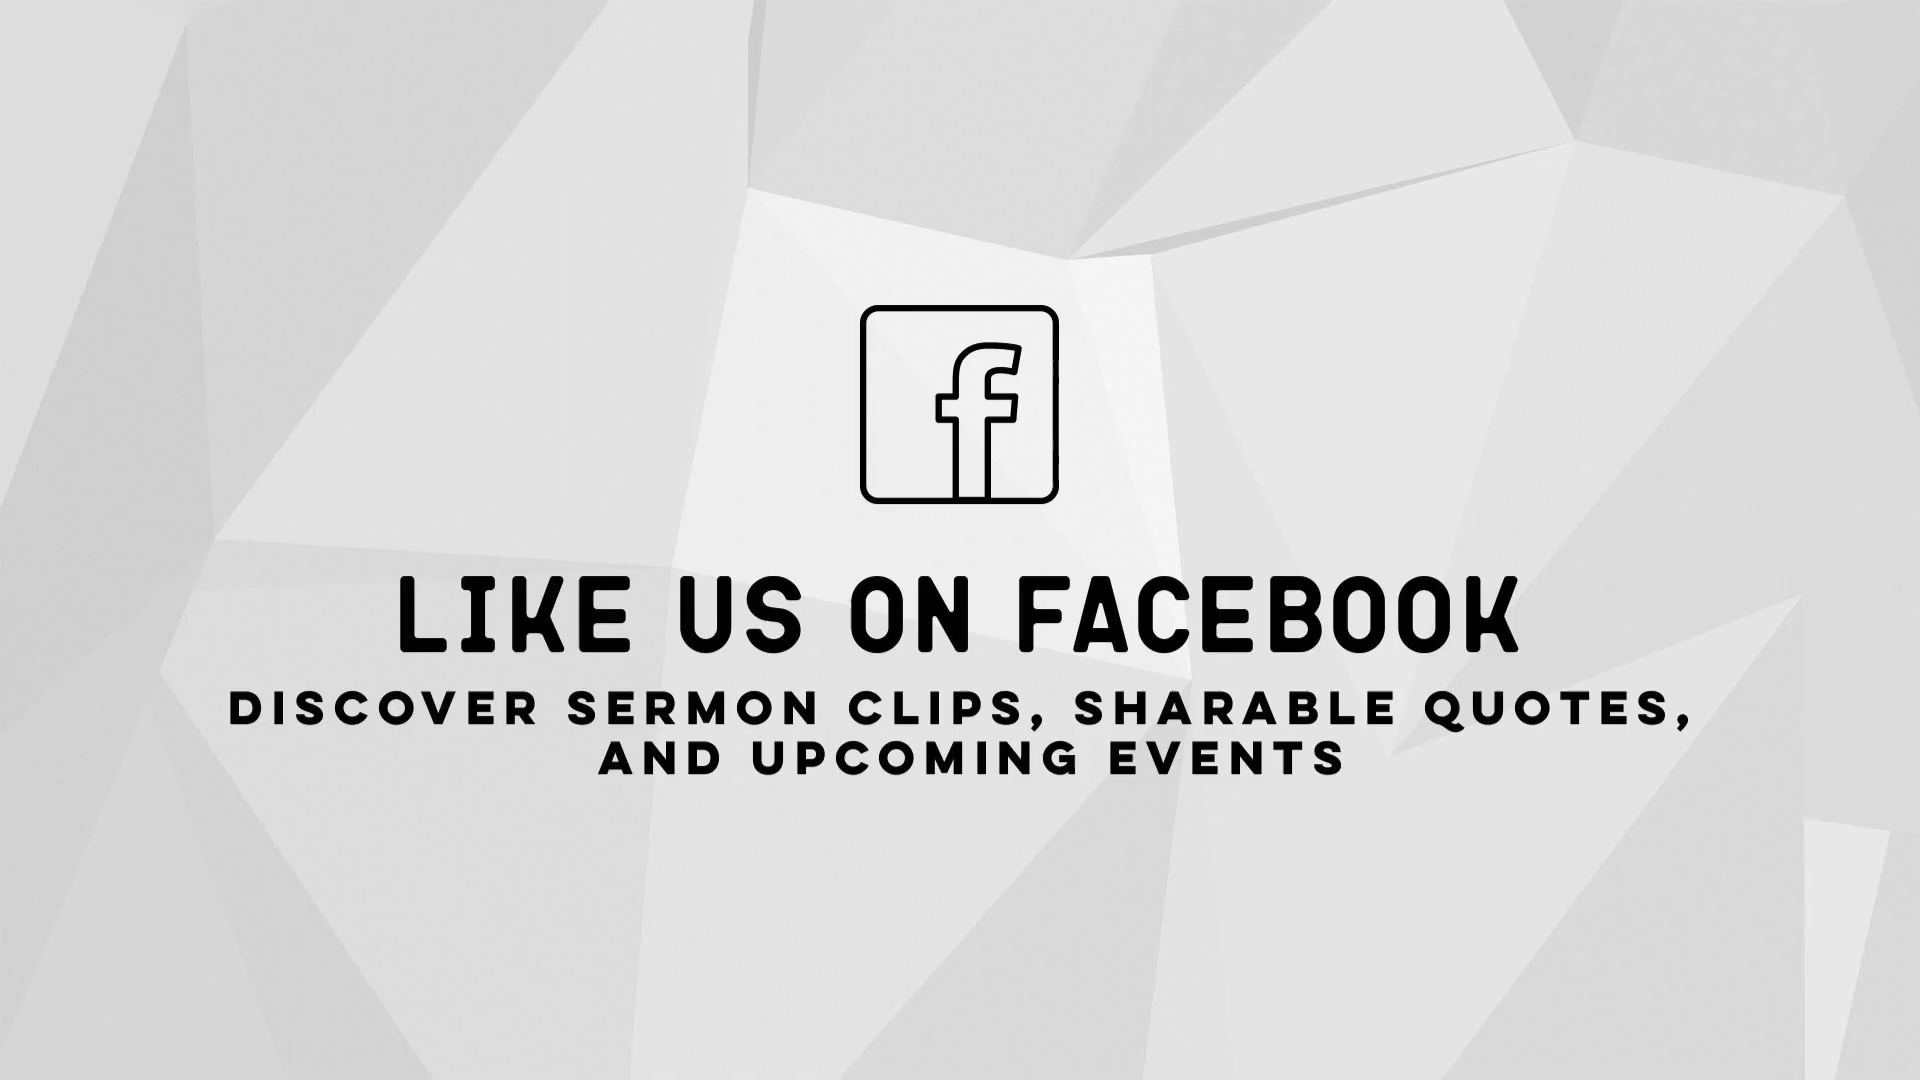 f
LIKE US ON FACEBOOK
DISCOVER SERMON CLIPS, SHARABLE QUOTES,
AND UPCOMING EVENTS